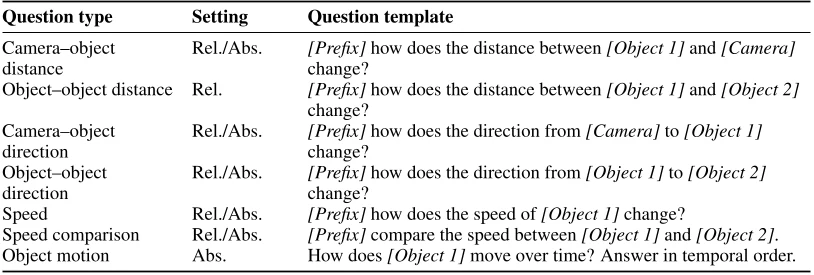 Question type Setting Question template
Camera–object Rel./Abs. [Prefix] how does the distance between [Object 1] and [Camera]
distance change?
Object–object distance Rel. [Prefix] how does the distance between [Object 1] and [Object 2]
change?
Camera–object Rel./Abs. [Prefix] how does the direction from [Camera] to [Object 1]
direction change?
Object–object Rel./Abs. [Prefix] how does the direction from [Object 1] to [Object 2]
direction change?
Speed Rel./Abs. [Prefix] how does the speed of [Object 1] change?
Speed comparison Rel./Abs. [Prefix] compare the speed between [Object 1] and [Object 2].
Object motion Abs. How does [Object 1] move over time? Answer in temporal order.